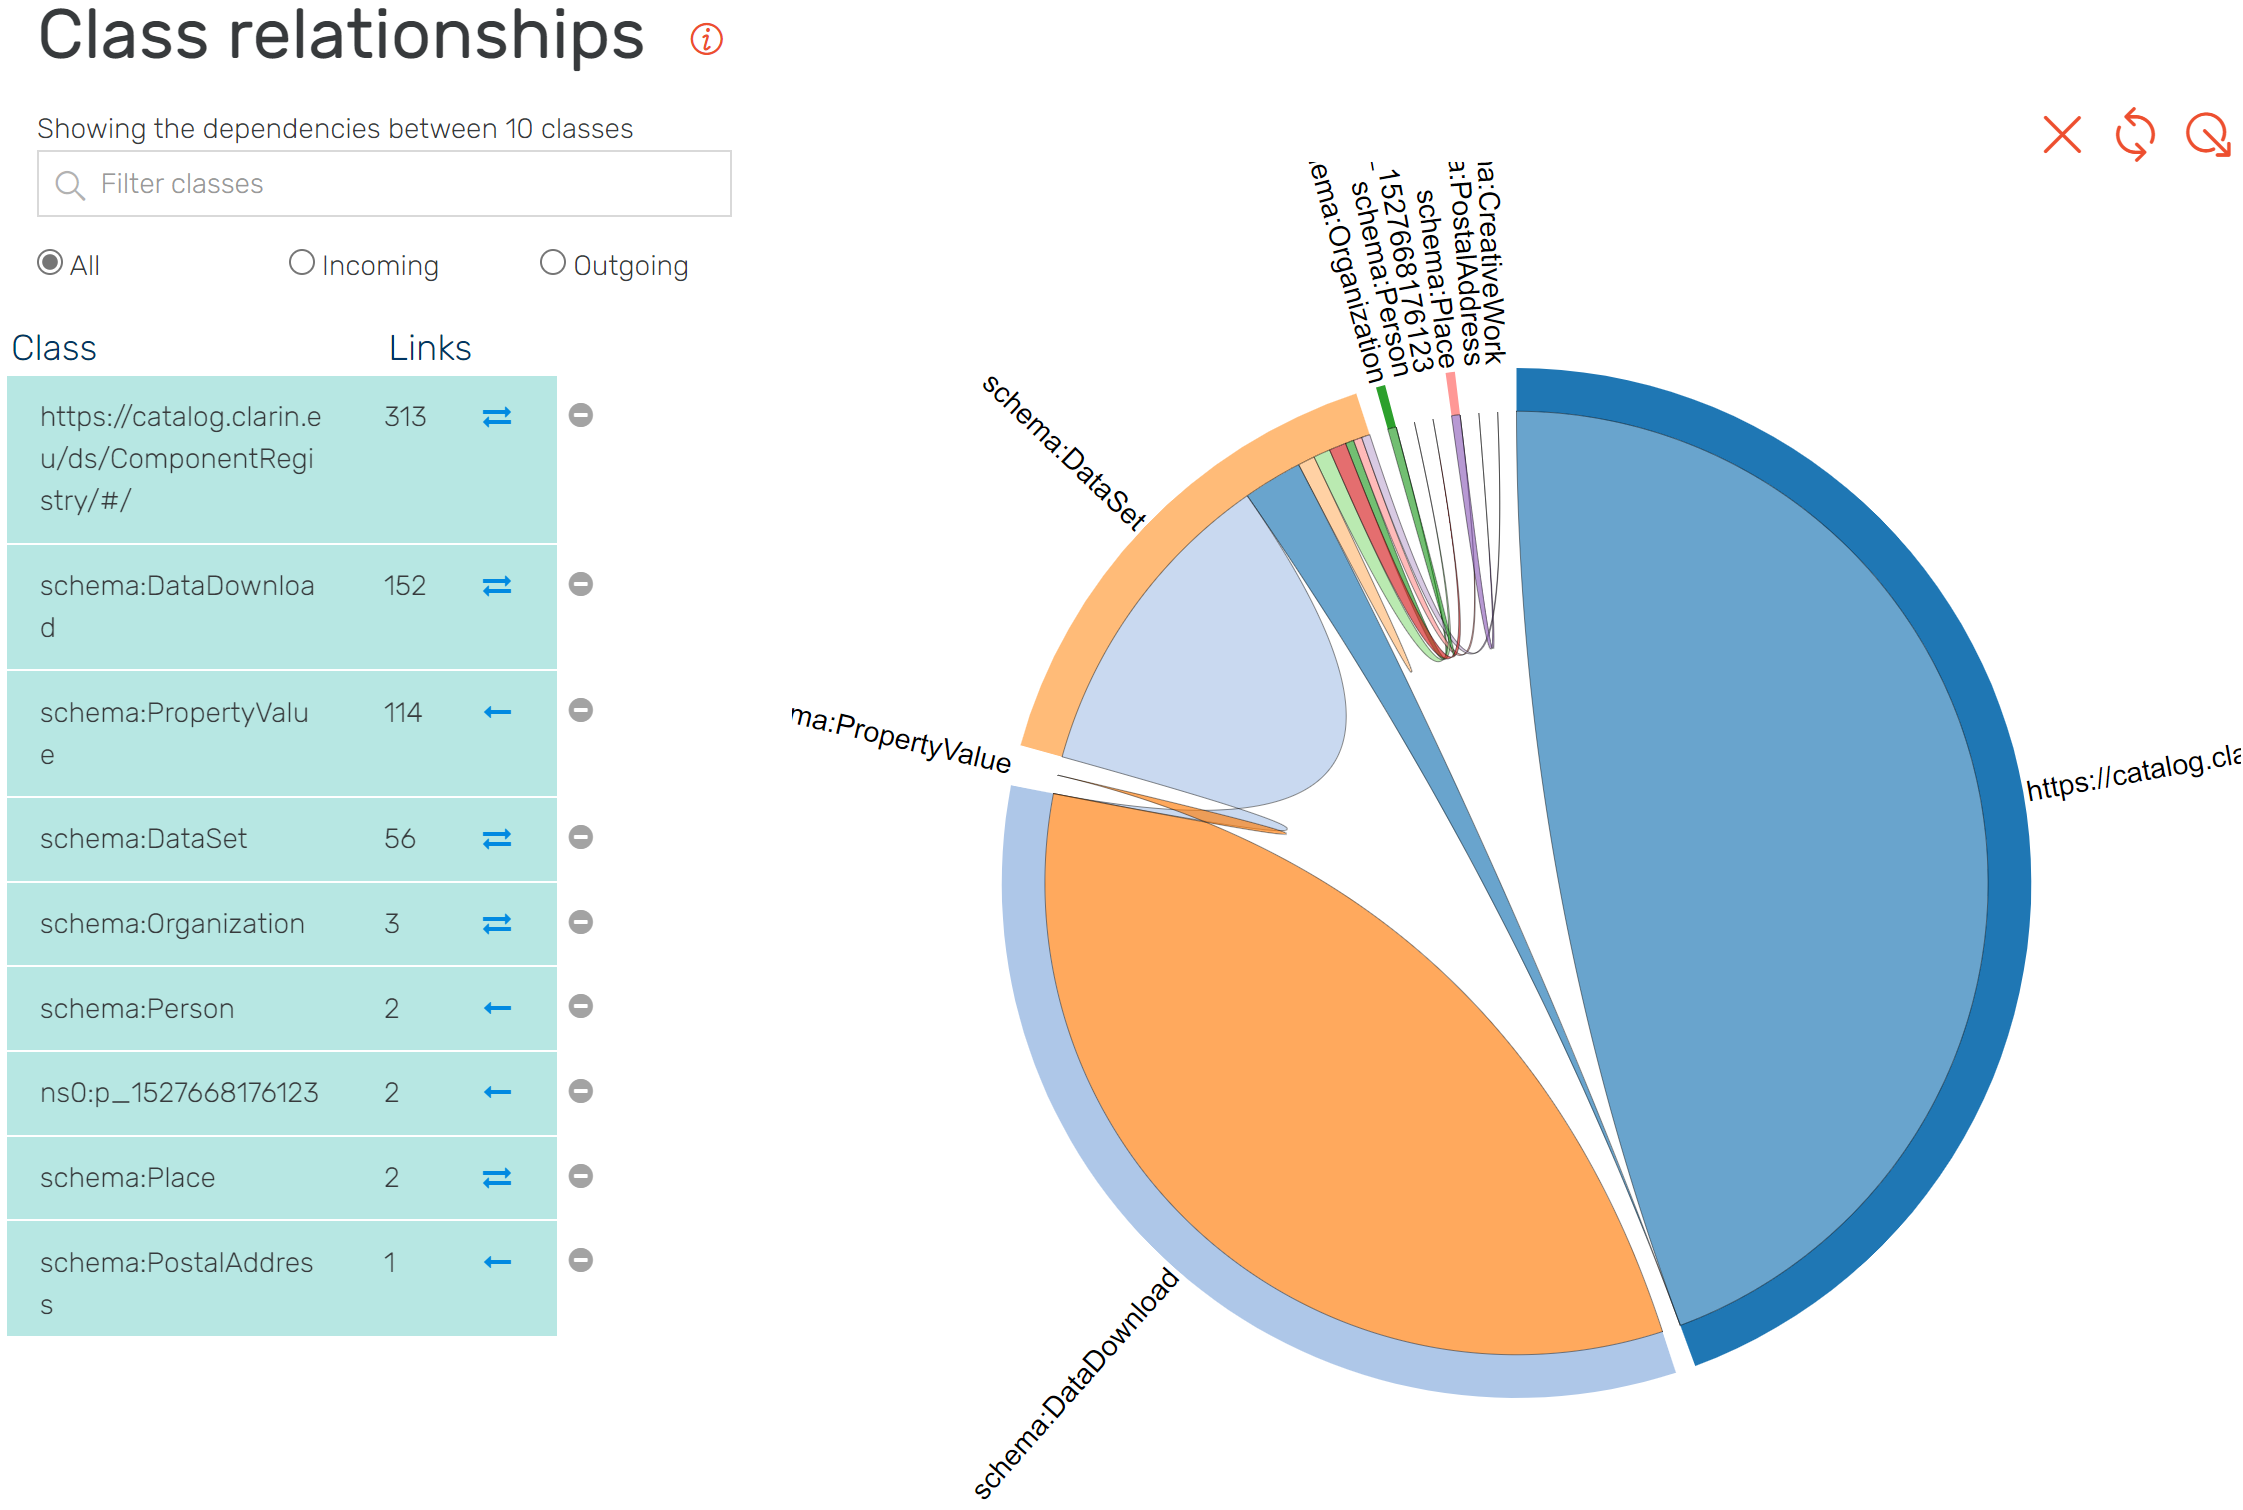 Class relationships
Showing the dependencies between 10 classes
Filter classes
All
Incoming
Outgoing
Class Links
https://catalog.clarin.e 313
u/ds/ComponentRegi
stry/#/
schema:DataDownloa 152
d
schema:PropertyValu 114
e
schema:DataSet 56
schema:Organization 3
schema:Person 2
ns0:p_1527668176123 2
schema:Place 2
schema:PostalAddres 1
s
ema:Organization
schema:Person
_1527668176123
schema:Place
a:PostalAddress
na:CreativeWork
schema:DataSet
ma:PropertyValue
https://catalog.cla
schema:DataDownload